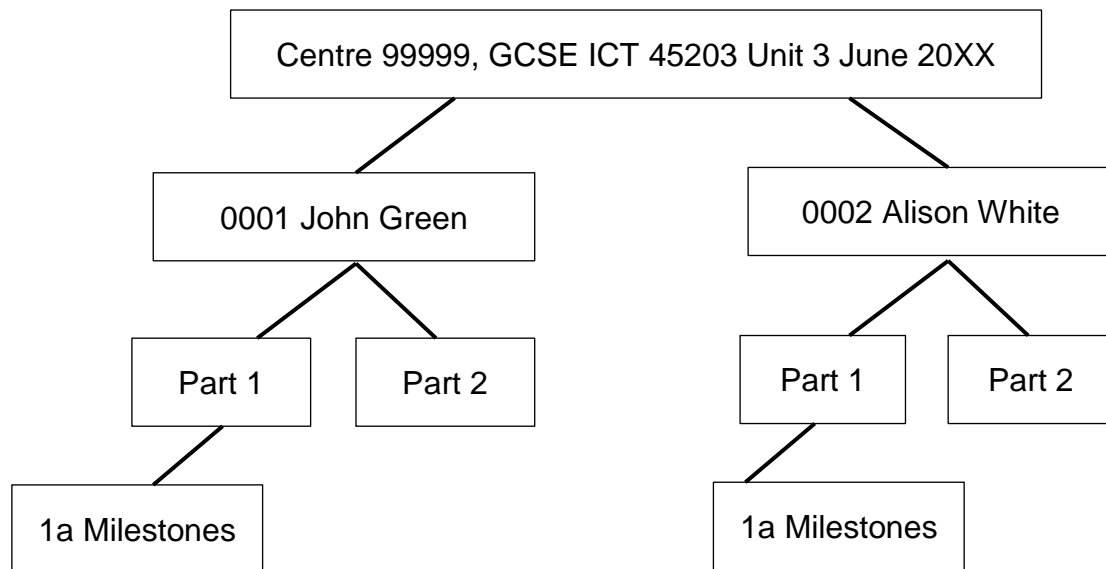 Centre 99999, GCSE ICT 45203 Unit 3 June 20XX
0001 John Green
0002 Alison White
Part 1
Part 2
Part 1
Part 2
1a Milestones
1a Milestones